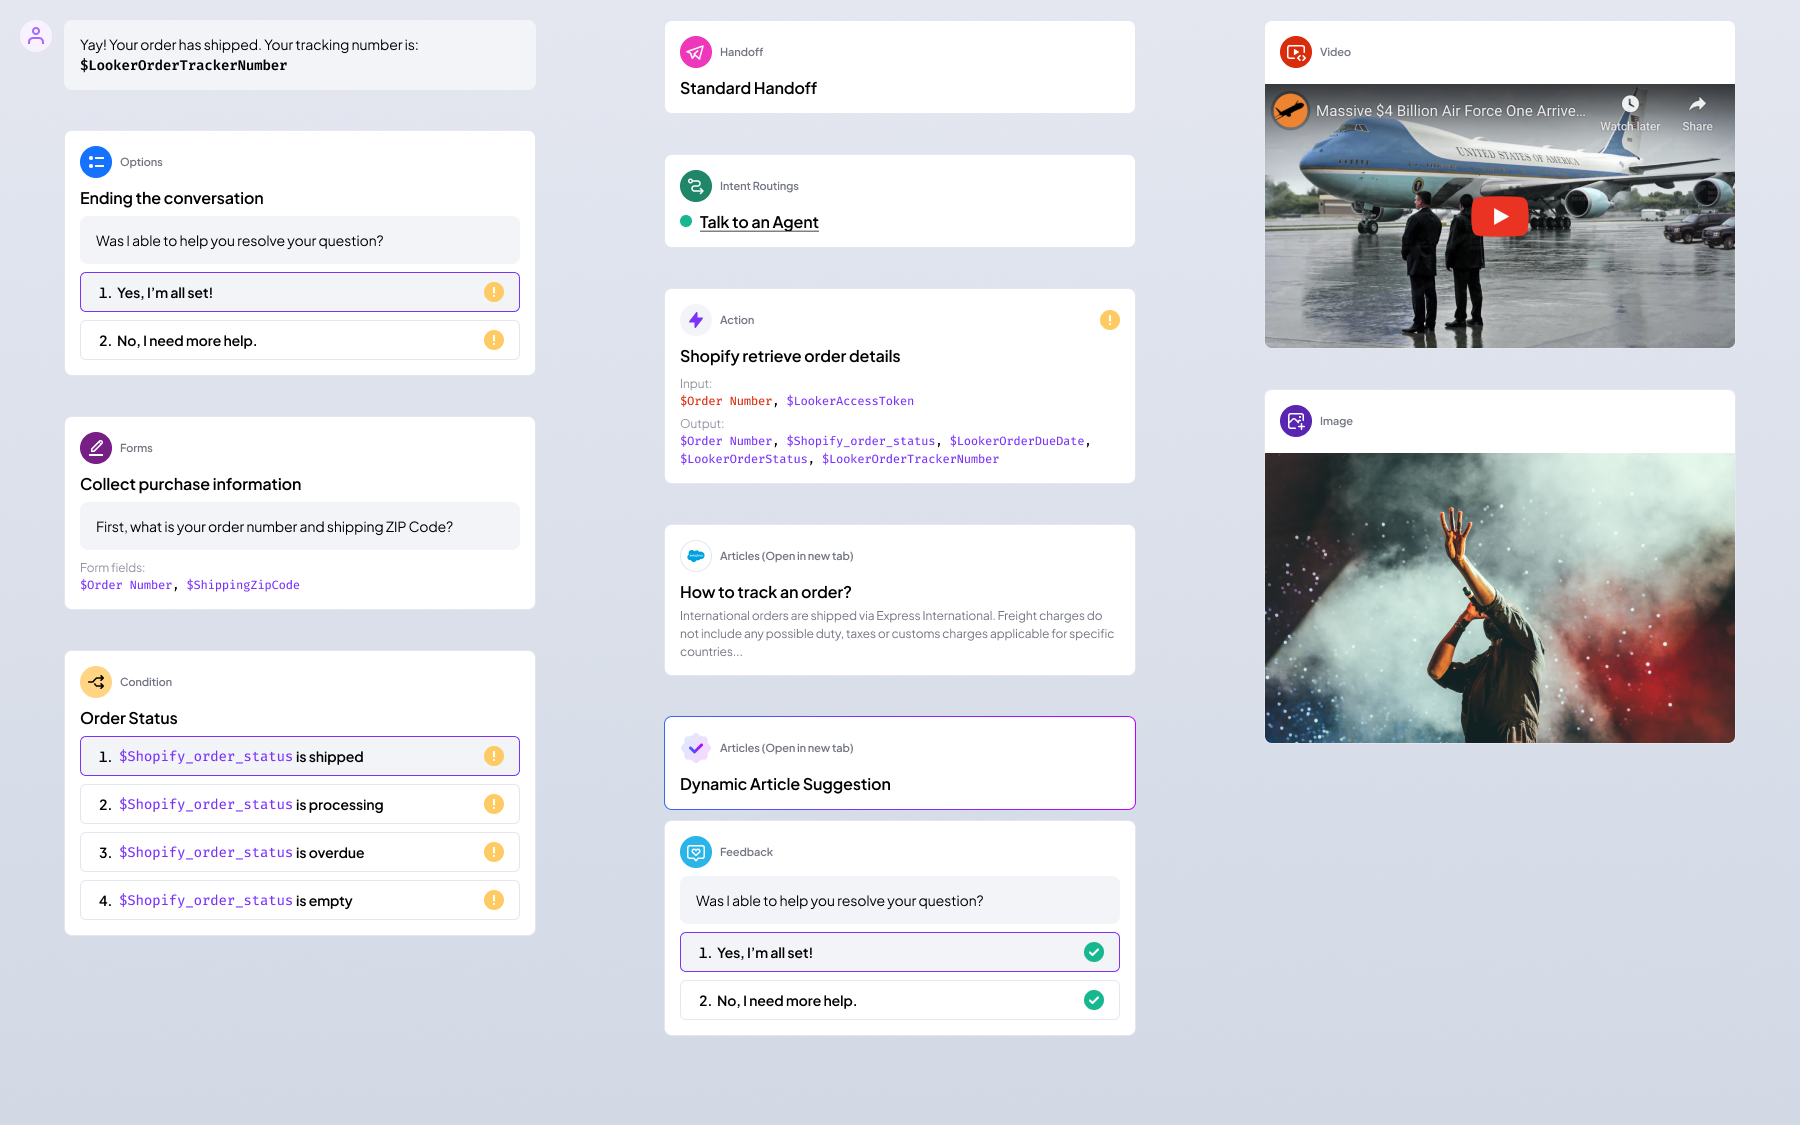 Yay! Your order has shipped. Your tracking number is:
$LookerOrderTrackerNumber
Options
Ending the conversation
Was I able to help you resolve your question?
1. Yes, I'm all set!
2. No, I need more help.
Forms
Collect purchase information
First, what is your order number and shipping ZIP Code?
Form fields:
$Order Number, $ShippingZipCode
Condition
Order Status
1. $Shopify_order_status is shipped
2. $Shopify_order_status is processing
3. $Shopify_order_status is overdue
4. $Shopify_order_status is empty
Handoff
Standard Handoff
Intent Routings
Talk to an Agent
Action
Shopify retrieve order details
Input:
$Order Number, $LookerAccessToken
Output:
$Order Number, $Shopify_order_status, $LookerOrderDueDate,
$LookerOrderStatus, $LookerOrderTrackerNumber
Articles (Open in new tab)
How to track an order?
International orders are shipped via Express International. Freight charges do
not include any possible duty, taxes or customs charges applicable for specific
countries...
Articles (Open in new tab)
Dynamic Article Suggestion
Feedback
Was I able to help you resolve your question?
1. Yes, I'm all set!
2. No, I need more help.
Video
Massive $4 Billion Air Force One Arrive...
Watch later
Share
UNITED STATES OF AMERICA
Image